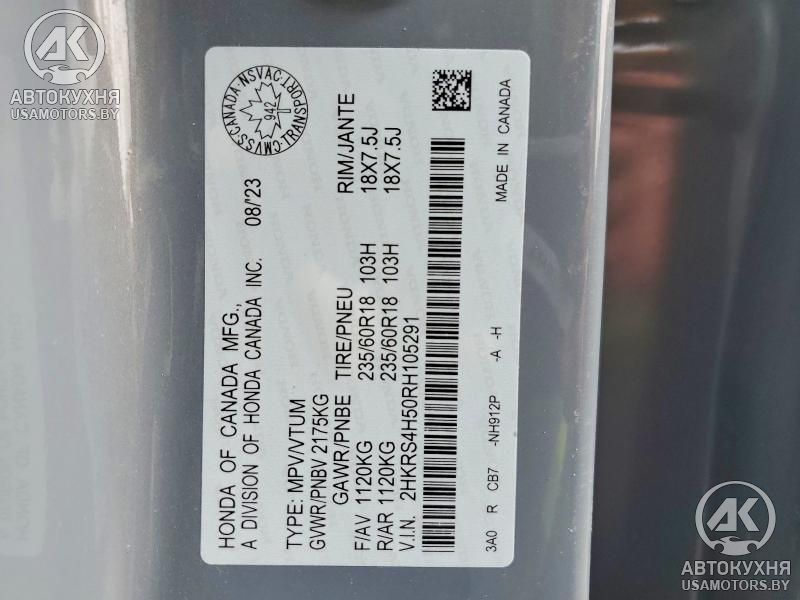 АВТОКУХНЯ
USAMOTORS.BY
HONDA OF CANADA MFG.,
A DIVISION OF HONDA CANADA INC. 08/'23
CMVSS·CANADA·NSVAC·TRANSPORT
942
TYPE: MPV/VTUM
GVWR/PNBV 2175KG
GAWR/PNBE TIRE/PNEU RIM/JANTE
F/AV 1120KG 235/60R18 103H 18X7.5J
R/AR 1120KG 235/60R18 103H 18X7.5J
V.I.N. 2HKRS4H50RH105291
3A0 R CB7 -NH912P -A -H MADE IN CANADA
АВТОКУХНЯ
USAMOTORS.BY